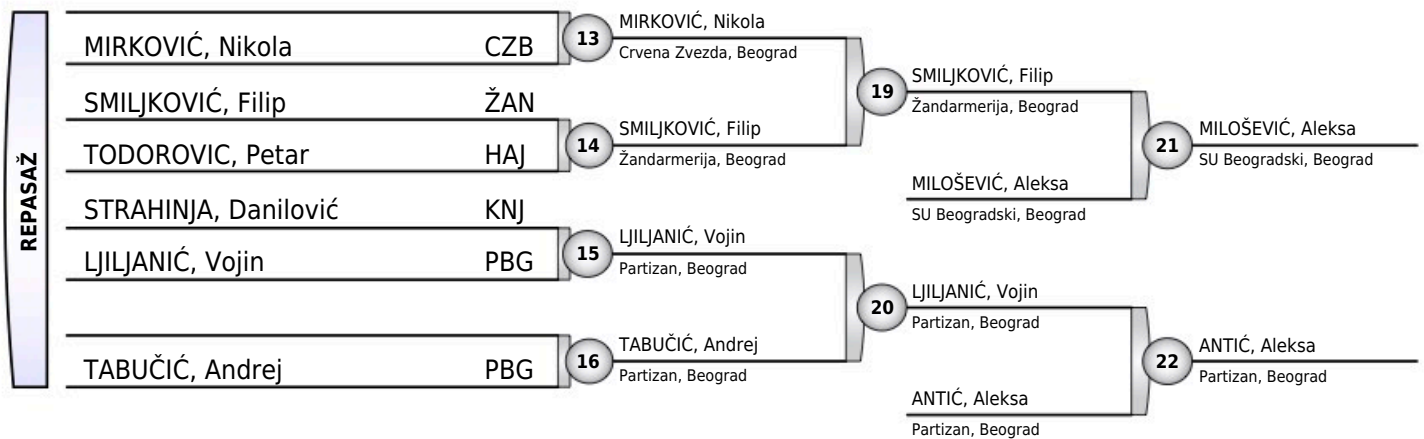 REPASAŽ
MIRKOVIĆ, Nikola CZB
SMILJKOVIĆ, Filip ŽAN
TODOROVIC, Petar HAJ
STRAHINJA, Danilović KNJ
LJILJANIĆ, Vojin PBG
TABUČIĆ, Andrej PBG
13
MIRKOVIĆ, Nikola
Crvena Zvezda, Beograd
14
SMILJKOVIĆ, Filip
Žandarmerija, Beograd
15
LJILJANIĆ, Vojin
Partizan, Beograd
16
TABUČIĆ, Andrej
Partizan, Beograd
19
SMILJKOVIĆ, Filip
Žandarmerija, Beograd
MILOŠEVIĆ, Aleksa
SU Beogradski, Beograd
20
LJILJANIĆ, Vojin
Partizan, Beograd
ANTIĆ, Aleksa
Partizan, Beograd
21
MILOŠEVIĆ, Aleksa
SU Beogradski, Beograd
22
ANTIĆ, Aleksa
Partizan, Beograd